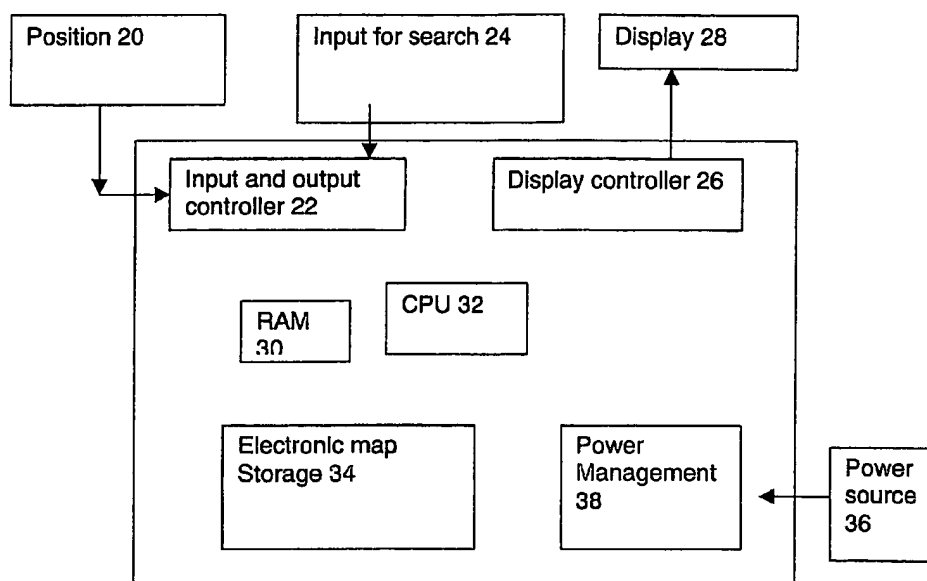 Position 20
Input for search 24
Display 28
Input and output
controller 22
Display controller 26
RAM
30
CPU 32
Electronic map
Storage 34
Power
Management
38
Power
source
36